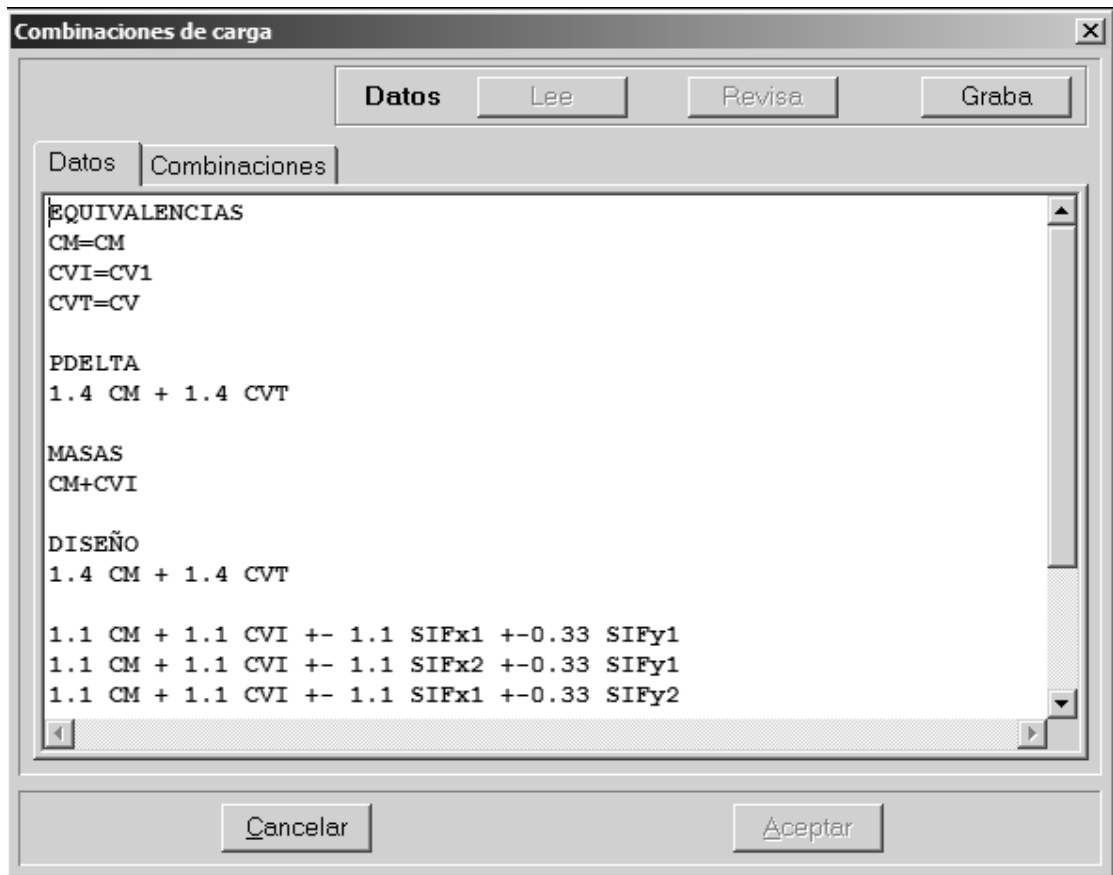 Combinaciones de carga
Datos Lee Revisa Graba
Datos Combinaciones
EQUIVALENCIAS
CM=CM
CVI=CV1
CVT=CV
PDELTA
1.4 CM + 1.4 CVT
MASAS
CM+CVI
DISEÑO
1.4 CM + 1.4 CVT
1.1 CM + 1.1 CVI +- 1.1 SIFx1 +-0.33 SIFy1
1.1 CM + 1.1 CVI +- 1.1 SIFx2 +-0.33 SIFy1
1.1 CM + 1.1 CVI +- 1.1 SIFx1 +-0.33 SIFy2
Cancelar Aceptar